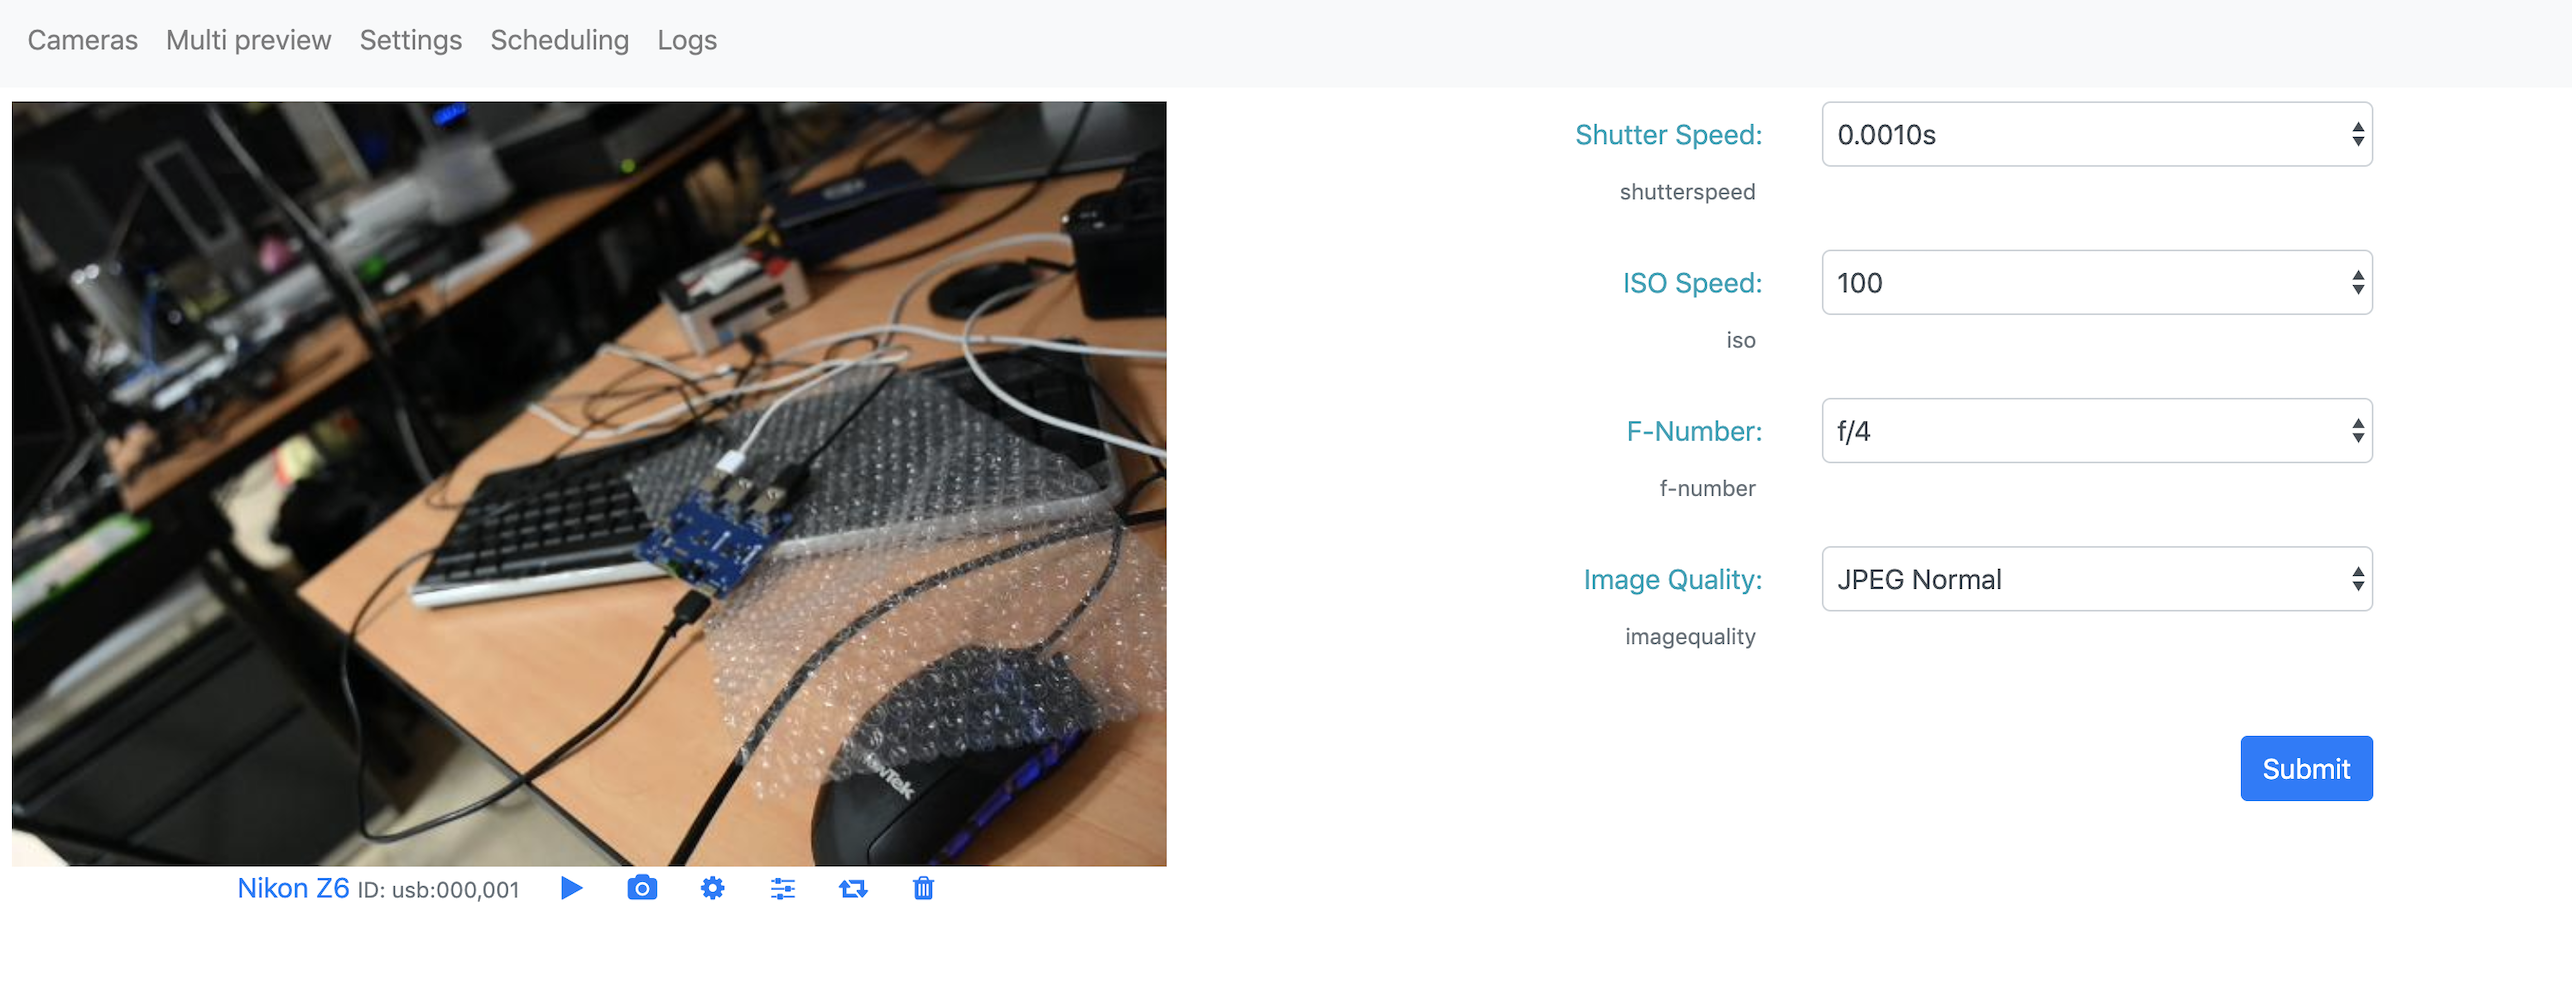 Cameras Multi preview Settings Scheduling Logs
Shutter Speed: 0.0010s
shutterspeed
ISO Speed: 100
iso
F-Number: f/4
f-number
Image Quality: JPEG Normal
imagequality
Submit
Nikon Z6 ID: usb:000,001